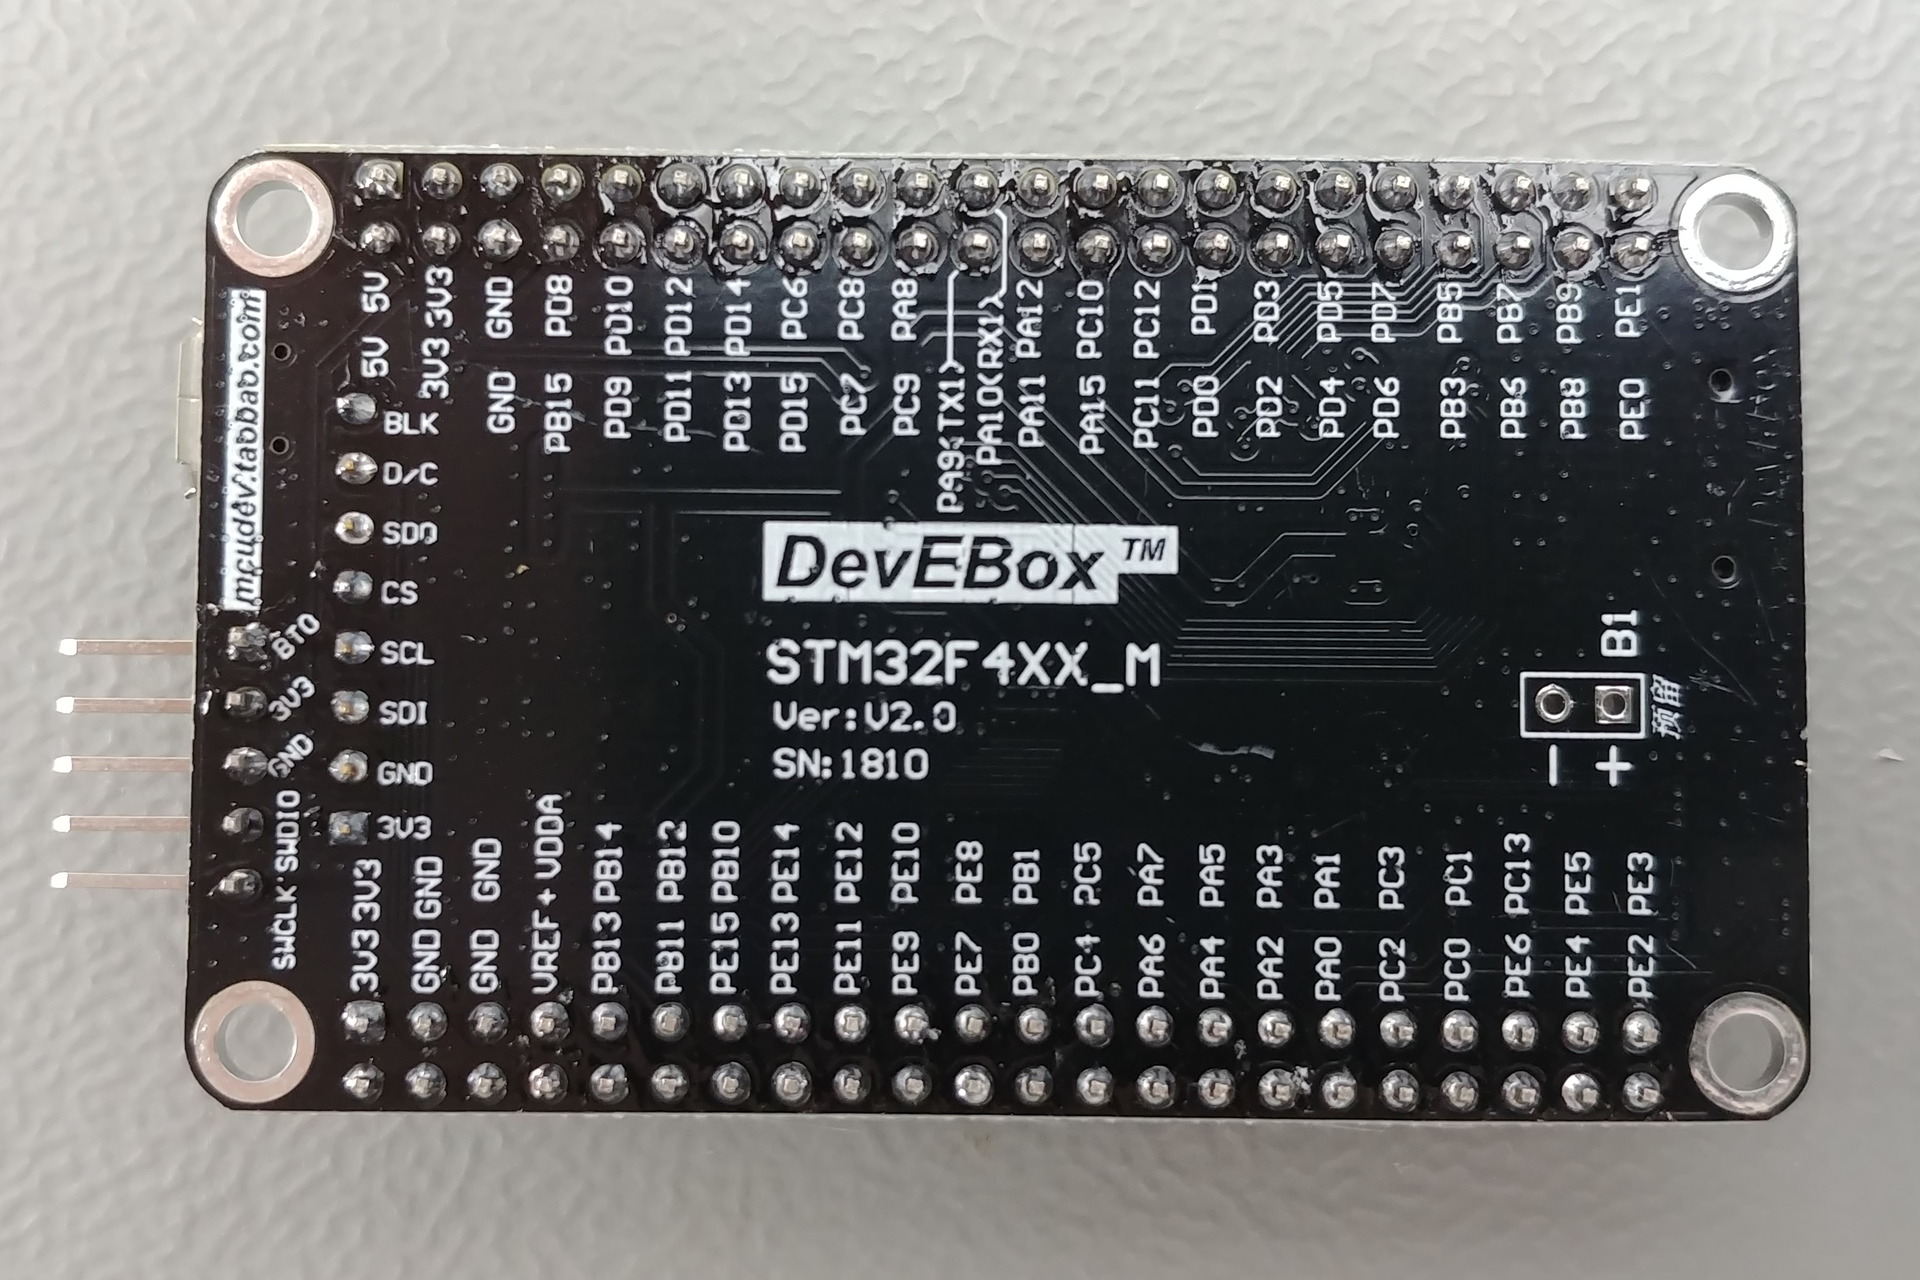 5V 3V3 GND PD8 PD10 PD12 PD14 PC6 PC8 PA8 PA12 PC10 PC12 PD1 PD3 PD5 PD7 PB5 PB7 PB9 PE1
5V 3V3 GND PB15 PD9 PD11 PD13 PD15 PC7 PC9 PA9(TX1) PA10(RX1) PA11 PA15 PC11 PD0 PD2 PD4 PD6 PB3 PB6 PB8 PE0
mcudev.taobao.com
BLK
D/C
SDO
CS
SCL
SDI
GND
3V3
BT0
3V3
GND
SWDIO
SWCLK
DevEBox™
STM32F4XX_M
Ver:V2.0
SN:1810
B1
预留
- +
3V3 GND GND VDDA PB14 PB12 PB10 PE14 PE12 PE10 PE8 PB1 PC5 PA7 PA5 PA3 PA1 PC3 PC1 PC13 PE5 PE3
3V3 GND GND VREF+ PB13 PB11 PE15 PE13 PE11 PE9 PE7 PB0 PC4 PA6 PA4 PA2 PA0 PC2 PC0 PE6 PE4 PE2